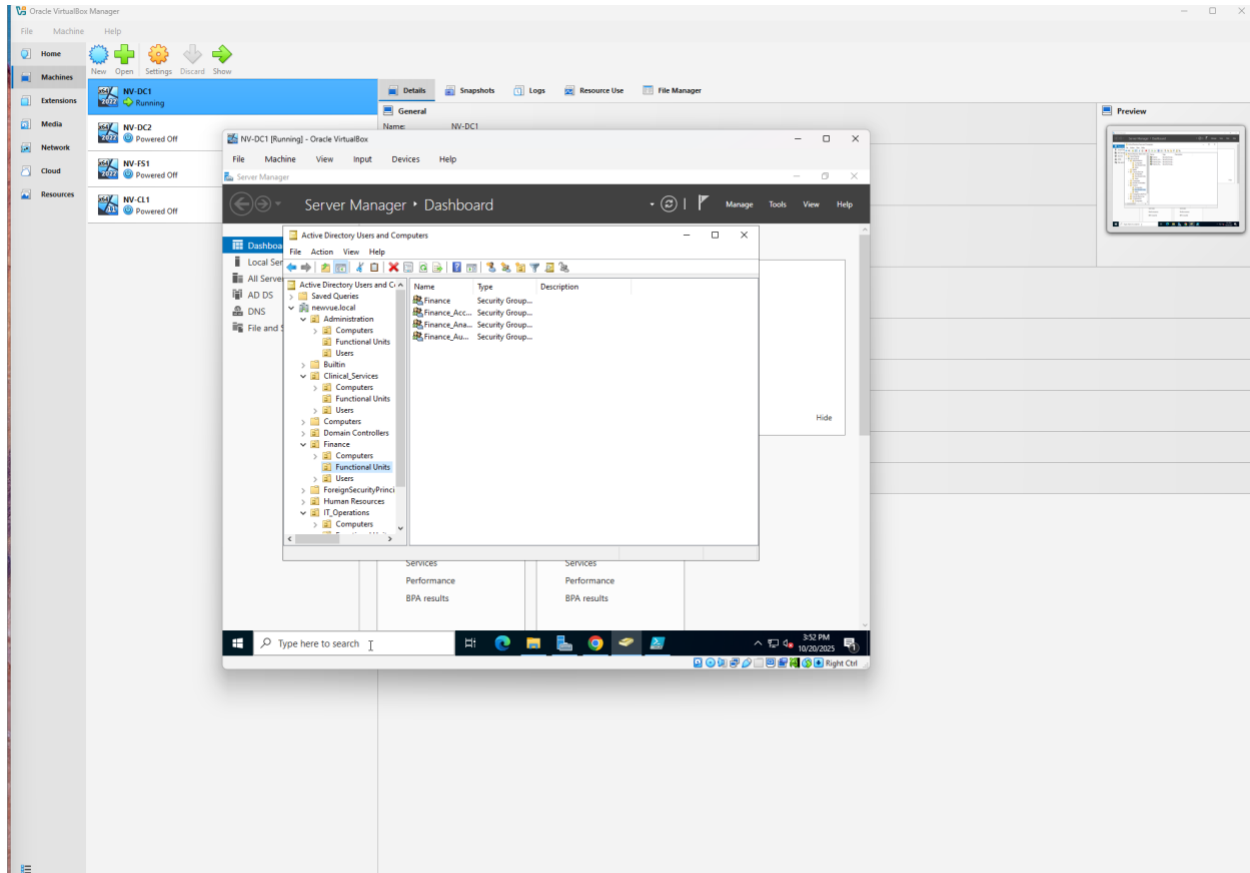 Oracle VirtualBox Manager
File Machine Help
Home
Machines
Extensions
Media
Network
Cloud
Resources
New Open Settings Discard Show
NV-DC1
Running
NV-DC2
Powered Off
NV-FS1
Powered Off
NV-CL1
Powered Off
Details Snapshots Logs Resource Use File Manager
General
Name: NV-DC1
Preview
NV-DC1 [Running] - Oracle VirtualBox
File Machine View Input Devices Help
Server Manager
Server Manager • Dashboard
Manage Tools View Help
Dashboa
Local Ser
All Serve
AD DS
DNS
File and S
Active Directory Users and Computers
File Action View Help
Active Directory Users and Co
Saved Queries
newvue.local
Administration
Computers
Functional Units
Users
Builtin
Clinical_Services
Computers
Functional Units
Users
Computers
Domain Controllers
Finance
Computers
Functional Units
Users
ForeignSecurityPrinci
Human Resources
IT_Operations
Computers
Name Type Description
Finance Security Group...
Finance_Acc... Security Group...
Finance_Ana... Security Group...
Finance_Au... Security Group...
Hide
Services
Performance
BPA results
Services
Performance
BPA results
Type here to search
3:52 PM
10/20/2025
Right Ctrl